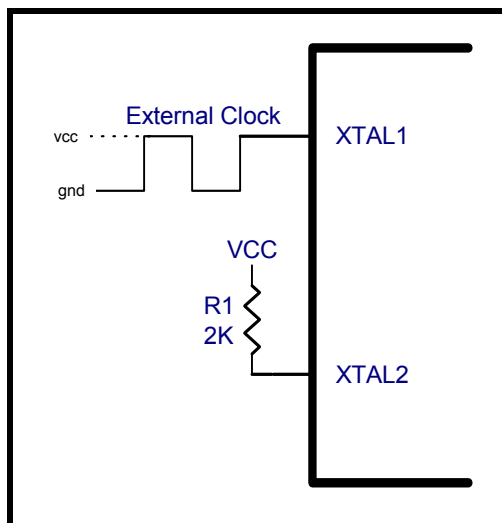 External Clock
vcc
XTAL1
gnd
VCC
R1
2K
XTAL2